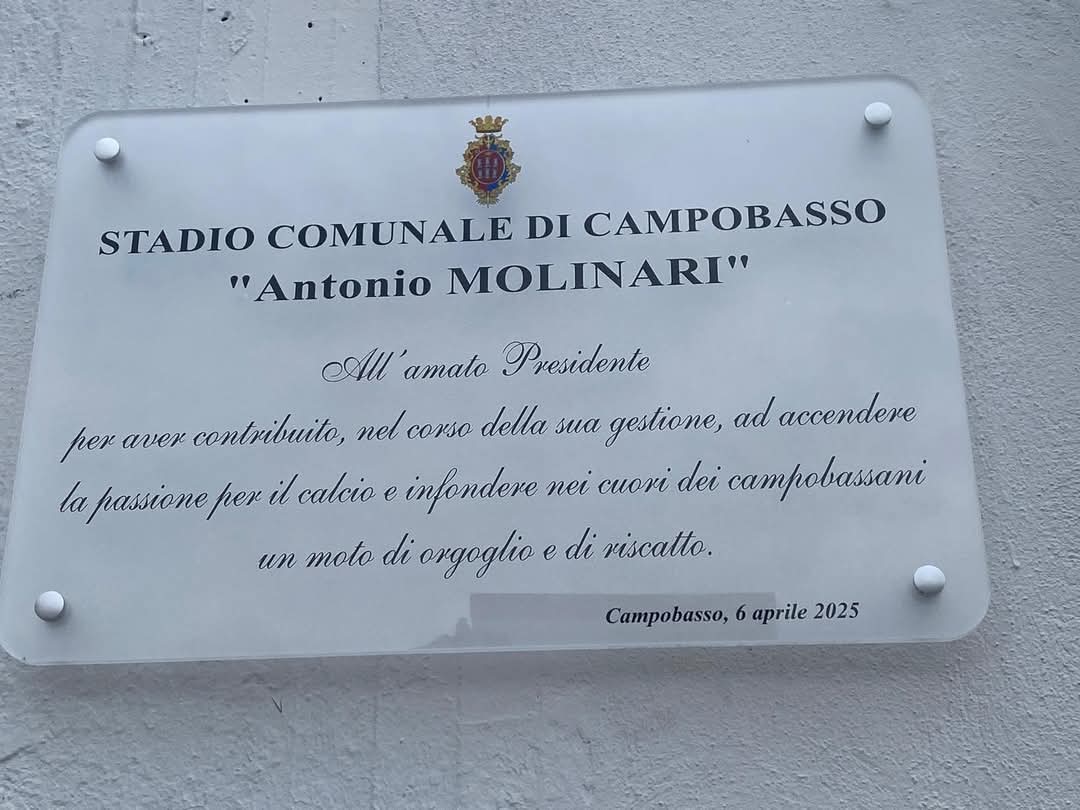 STADIO COMUNALE DI CAMPOBASSO
"Antonio MOLINARI"
All'amato Presidente
per aver contribuito, nel corso della sua gestione, ad accendere
la passione per il calcio e infondere nei cuori dei campobassani
un moto di orgoglio e di riscatto.
Campobasso, 6 aprile 2025